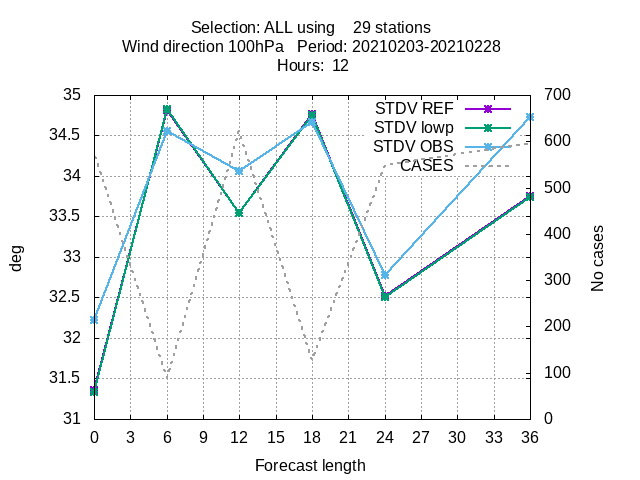 Selection: ALL using    29 stations
Wind direction 100hPa   Period: 20210203-20210228
Hours:  12
STDV REF
STDV lowp
STDV OBS
CASES
35
34.5
34
33.5
33
32.5
32
31.5
31
deg
700
600
500
400
300
200
100
0
No cases
0 3 6 9 12 15 18 21 24 27 30 33 36
Forecast length